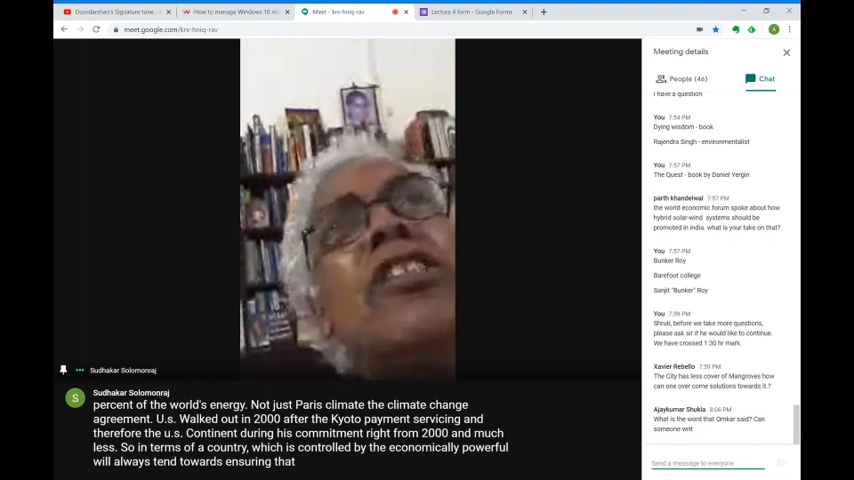 Doordarshan's Signature tune...
How to manage Windows 10 n
Meet - krx-hniq-rav
Lecture 4 form - Google Forms
meet.google.com/krx-hniq-rav
A
Meeting details
People (46)
Chat
I have a question
You 7:54 PM
Dying wisdom - book
Rajendra Singh - environmentalist
You 7:57 PM
The Quest - book by Daniel Yergin
parth khandelwal 7:57 PM
the world economic forum spoke about how
hybrid solar-wind systems should be
promoted in india. what is your take on that?
You 7:57 PM
Bunker Roy
Barefoot college
Sanjit "Bunker" Roy
You 7:59 PM
Shruti, before we take more questions,
please ask sir if he would like to continue.
We have crossed 1:30 hr mark.
Xavier Rebello 7:59 PM
The City has less cover of Mangroves how
can one over come solutions towards it.?
Ajaykumar Shukla 8:06 PM
What is the word that Omkar said? Can
someone writ
Send a message to everyone
Sudhakar Solomonraj
S
Sudhakar Solomonraj
percent of the world's energy. Not just Paris climate the climate change
agreement. U.s. Walked out in 2000 after the Kyoto payment servicing and
therefore the u.s. Continent during his commitment right from 2000 and much
less. So in terms of a country, which is controlled by the economically powerful
will always tend towards ensuring that